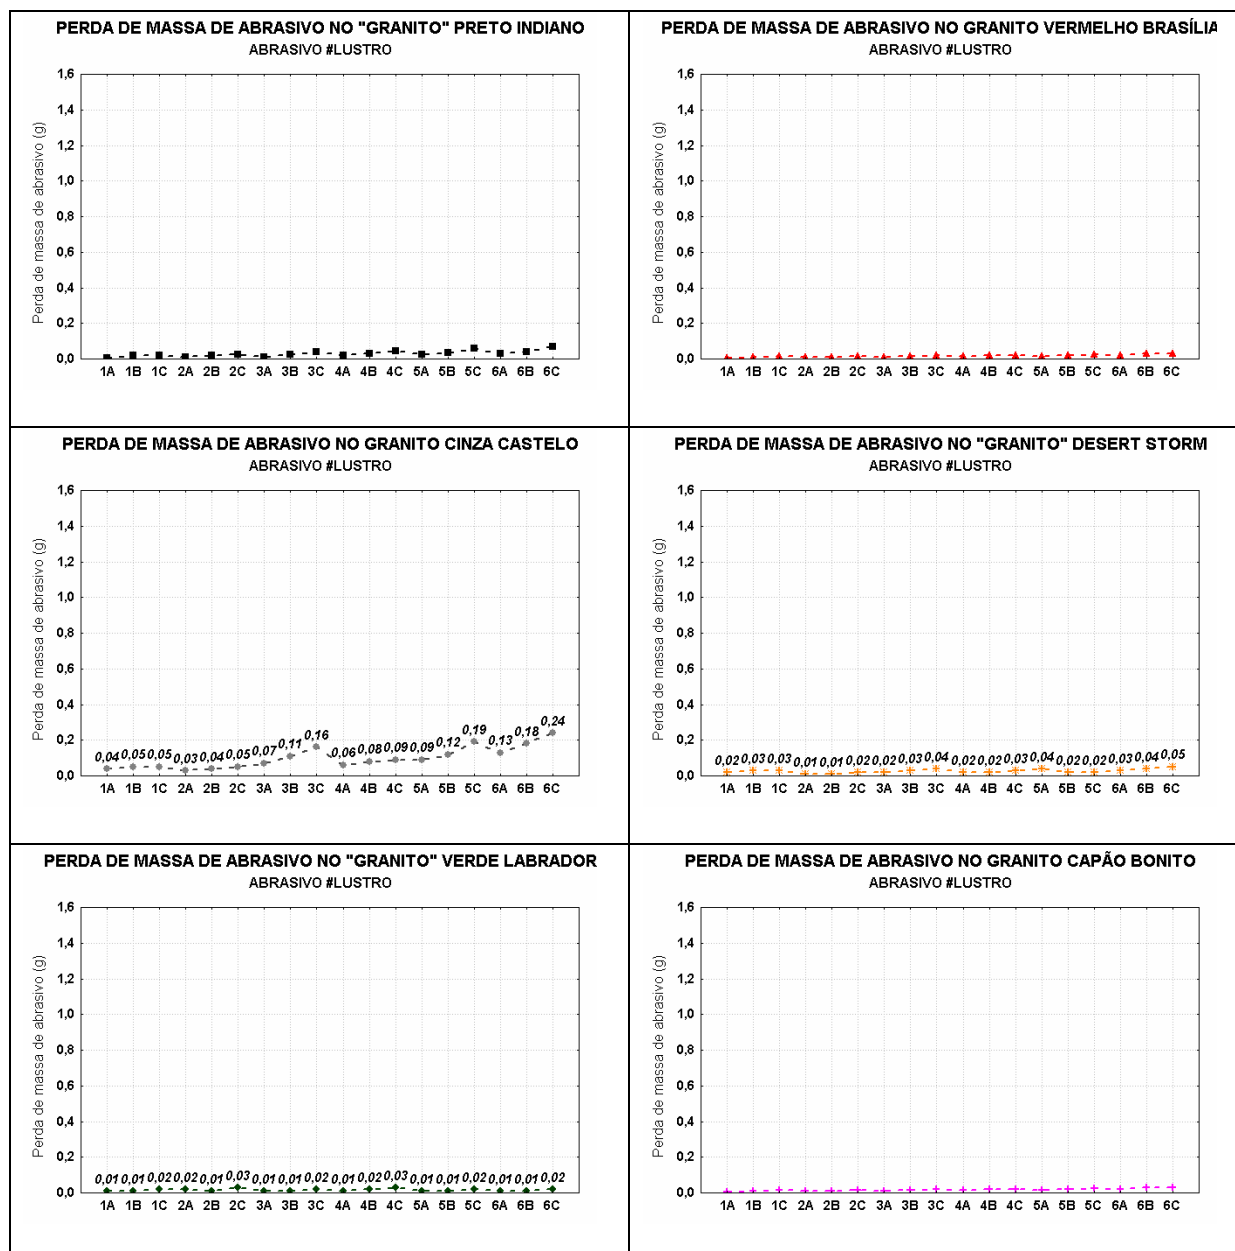 PERDA DE MASSA DE ABRASIVO NO "GRANITO" PRETO INDIANO
ABRASIVO #LUSTRO
Perda de massa de abrasivo (g)
1,6
1,4
1,2
1,0
0,8
0,6
0,4
0,2
0,0
1A 1B 1C 2A 2B 2C 3A 3B 3C 4A 4B 4C 5A 5B 5C 6A 6B 6C
PERDA DE MASSA DE ABRASIVO NO GRANITO VERMELHO BRASÍLIA
ABRASIVO #LUSTRO
Perda de massa de abrasivo (g)
1,6
1,4
1,2
1,0
0,8
0,6
0,4
0,2
0,0
1A 1B 1C 2A 2B 2C 3A 3B 3C 4A 4B 4C 5A 5B 5C 6A 6B 6C
PERDA DE MASSA DE ABRASIVO NO GRANITO CINZA CASTELO
ABRASIVO #LUSTRO
Perda de massa de abrasivo (g)
1,6
1,4
1,2
1,0
0,8
0,6
0,4
0,2
0,0
0,04 0,05 0,05 0,03 0,04 0,05 0,07 0,11 0,16 0,06 0,08 0,09 0,09 0,12 0,19 0,13 0,18 0,24
1A 1B 1C 2A 2B 2C 3A 3B 3C 4A 4B 4C 5A 5B 5C 6A 6B 6C
PERDA DE MASSA DE ABRASIVO NO "GRANITO" DESERT STORM
ABRASIVO #LUSTRO
Perda de massa de abrasivo (g)
1,6
1,4
1,2
1,0
0,8
0,6
0,4
0,2
0,0
0,02 0,03 0,03 0,01 0,01 0,02 0,02 0,03 0,04 0,02 0,02 0,03 0,04 0,02 0,02 0,03 0,04 0,05
1A 1B 1C 2A 2B 2C 3A 3B 3C 4A 4B 4C 5A 5B 5C 6A 6B 6C
PERDA DE MASSA DE ABRASIVO NO "GRANITO" VERDE LABRADOR
ABRASIVO #LUSTRO
Perda de massa de abrasivo (g)
1,6
1,4
1,2
1,0
0,8
0,6
0,4
0,2
0,0
0,01 0,01 0,02 0,02 0,01 0,03 0,01 0,01 0,02 0,01 0,02 0,03 0,01 0,01 0,02 0,01 0,01 0,02
1A 1B 1C 2A 2B 2C 3A 3B 3C 4A 4B 4C 5A 5B 5C 6A 6B 6C
PERDA DE MASSA DE ABRASIVO NO GRANITO CAPÃO BONITO
ABRASIVO #LUSTRO
Perda de massa de abrasivo (g)
1,6
1,4
1,2
1,0
0,8
0,6
0,4
0,2
0,0
1A 1B 1C 2A 2B 2C 3A 3B 3C 4A 4B 4C 5A 5B 5C 6A 6B 6C